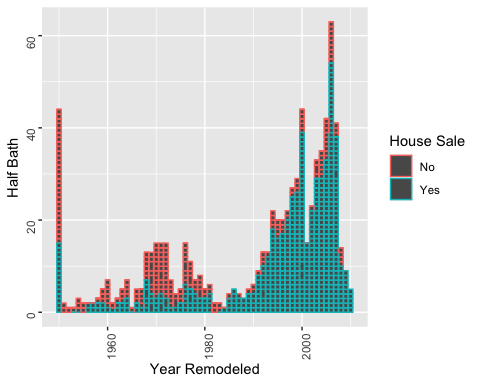 60
40
20
0
Half Bath
1960
1980
2000
Year Remodeled
House Sale
No
Yes